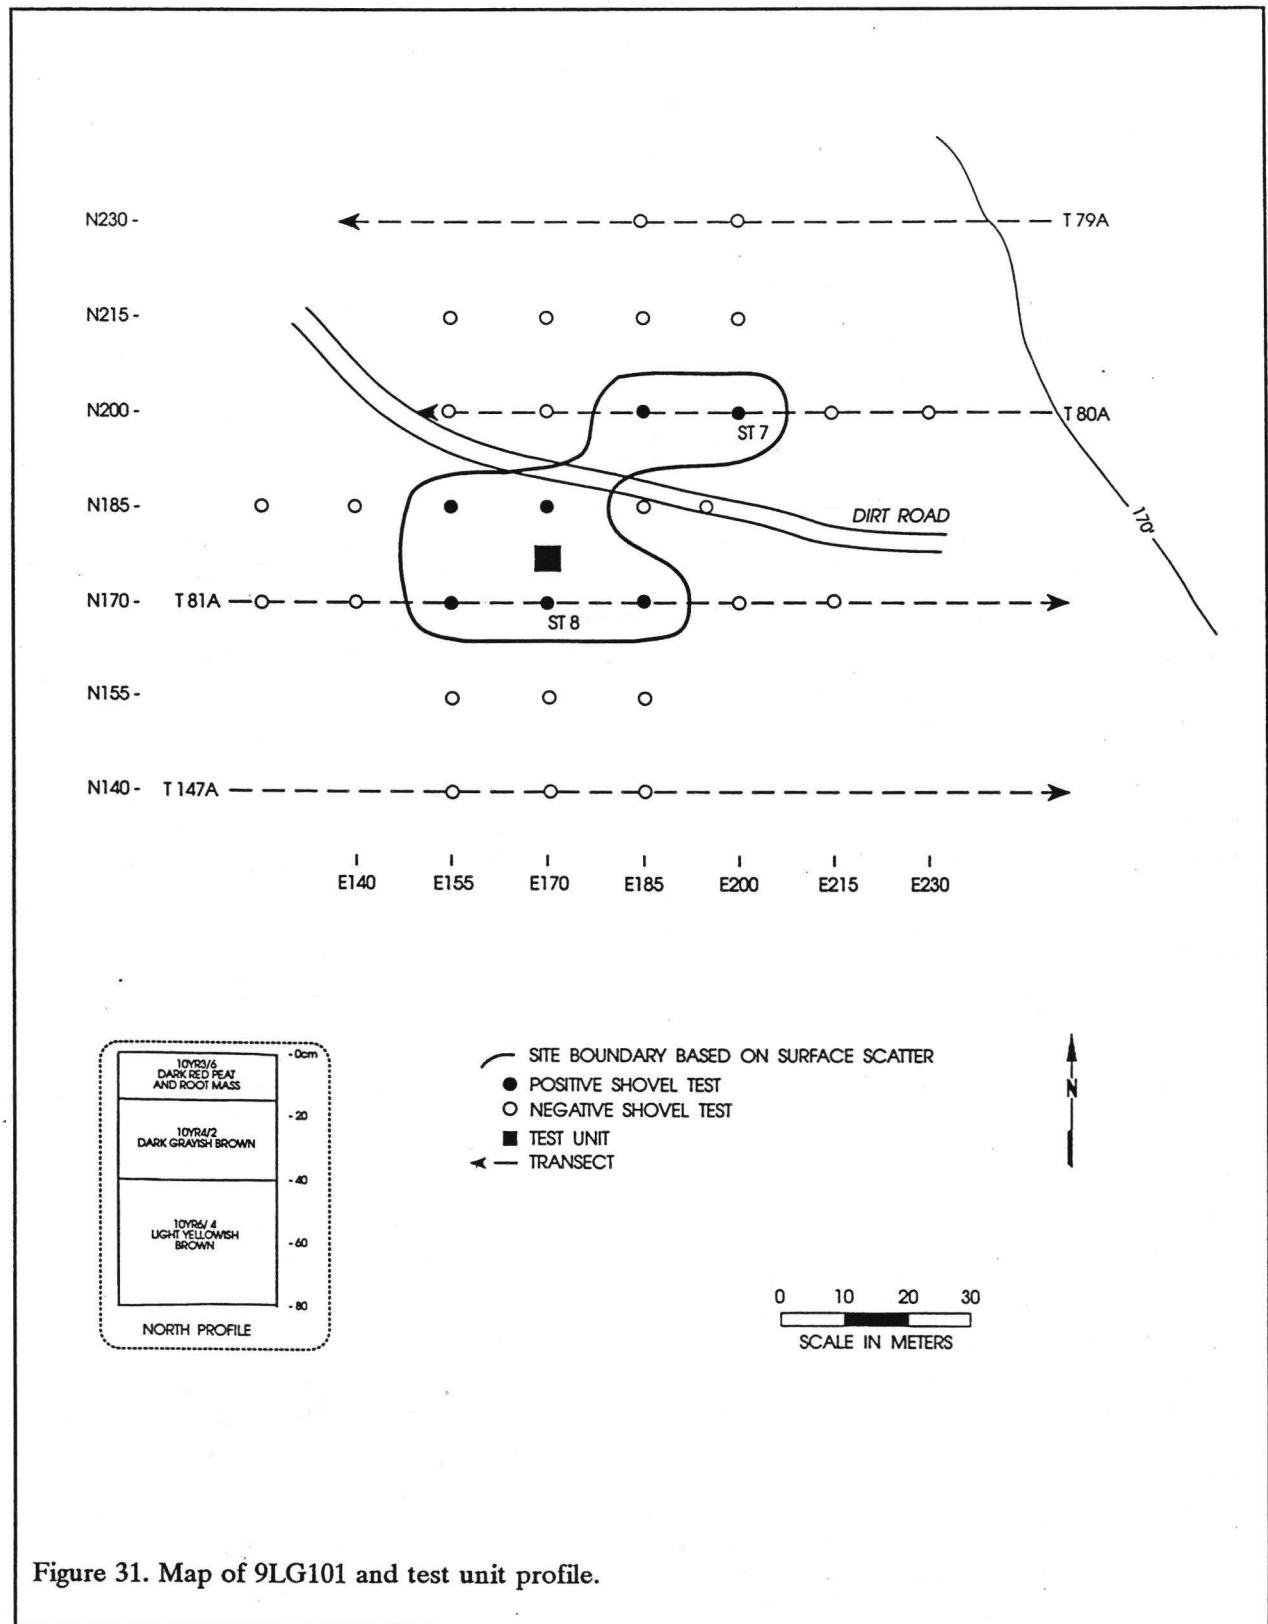 N230 -
T 79A
N215 -
N200 -
T 80A
ST 7
N185 -
DIRT ROAD
170'
N170 -
T 81A
ST 8
N155 -
N140 -
T 147A
E140
E155
E170
E185
E200
E215
E230
- 0cm
10YR3/6
DARK RED PEAT
AND ROOT MASS
- 20
10YR4/2
DARK GRAYISH BROWN
- 40
10YR6/ 4
LIGHT YELLOWISH
BROWN
- 60
- 80
NORTH PROFILE
SITE BOUNDARY BASED ON SURFACE SCATTER
POSITIVE SHOVEL TEST
NEGATIVE SHOVEL TEST
TEST UNIT
TRANSECT
N
0 10 20 30
SCALE IN METERS
Figure 31. Map of 9LG101 and test unit profile.